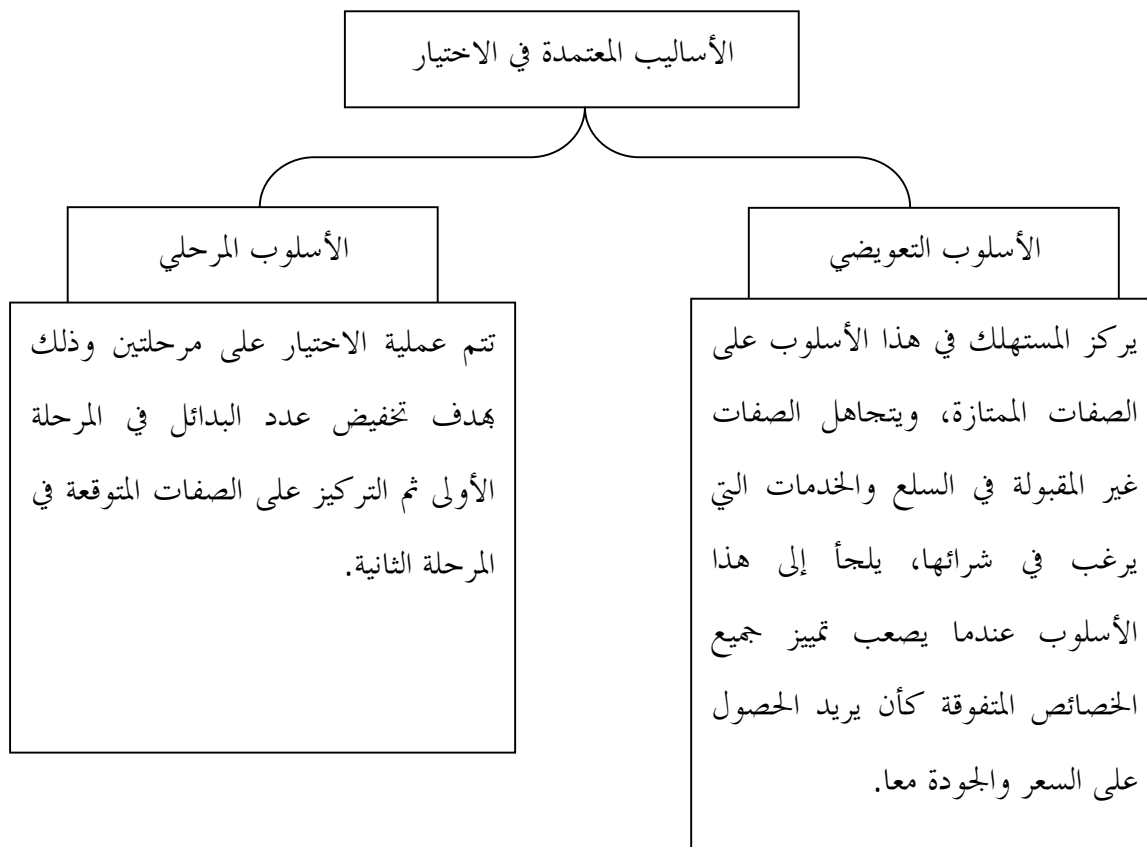 الأساليب المعتمدة في الاختيار
الأسلوب التعويضي
يركز المستهلك في هذا الأسلوب على
الصفات الممتازة، ويتجاهل الصفات
غير المقبولة في السلع والخدمات التي
يرغب في شرائها، يلجأ إلى هذا
الأسلوب عندما يصعب تمييز جميع
الخصائص المتفوقة كأن يريد الحصول
على السعر والجودة معا.
الأسلوب المرحلي
تتم عملية الاختيار على مرحلتين وذلك
بهدف تخفيض عدد البدائل في المرحلة
الأولى ثم التركيز على الصفات المتوقعة في
المرحلة الثانية.